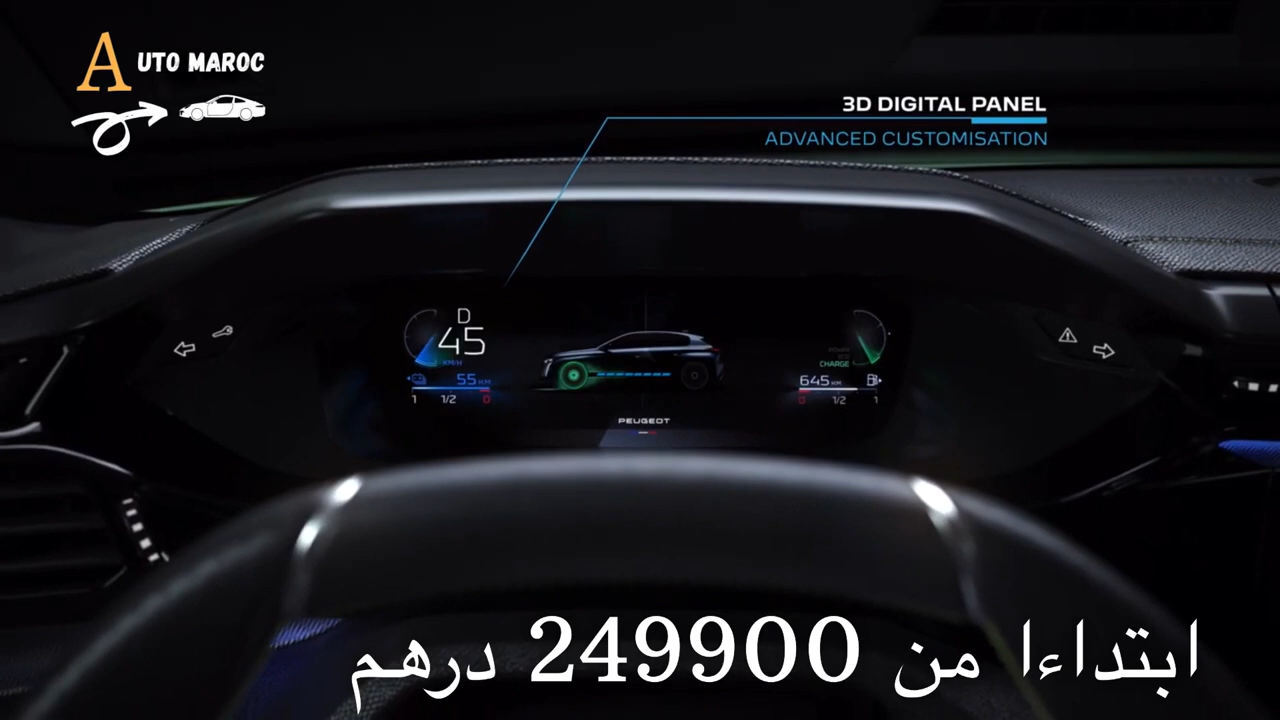 AUTO MAROC
3D DIGITAL PANEL
ADVANCED CUSTOMISATION
D
45
KM/H
55 KM
1 1/2 0
CHARGE
645 KM
0 1/2 1
PEUGEOT
ابتداءا من 249900 درهم